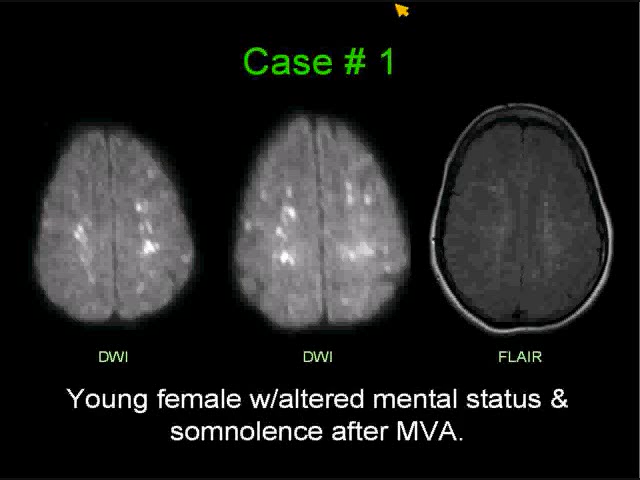 Case # 1
DWI DWI FLAIR
Young female w/altered mental status &
somnolence after MVA.